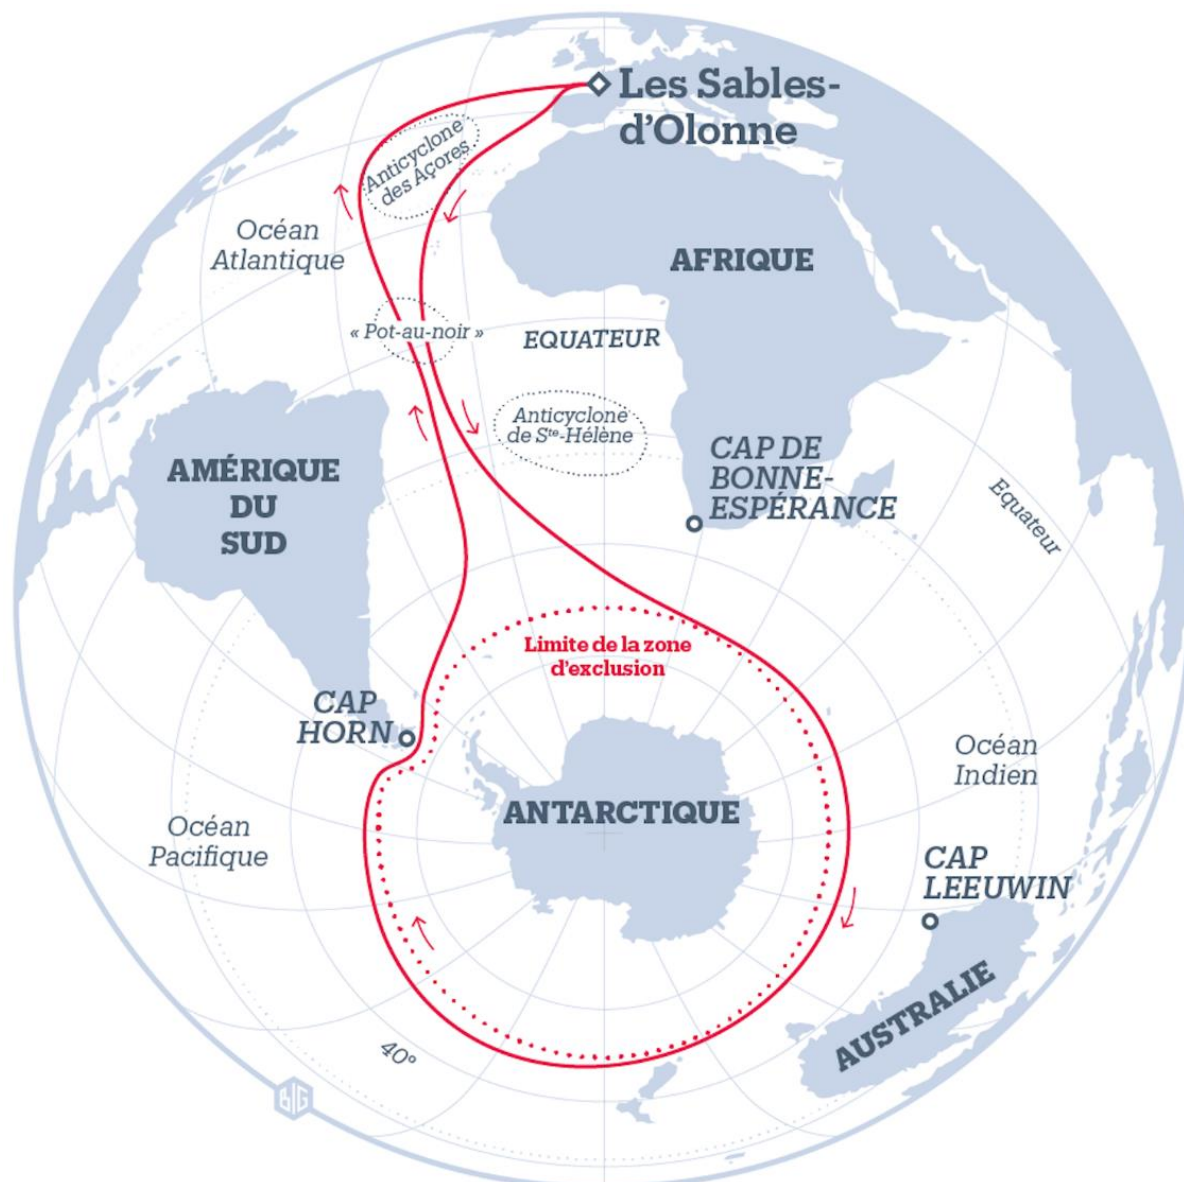 Les Sables-
d'Olonne
Anticyclone
des Açores
Océan
Atlantique
AFRIQUE
« Pot-au-noir »
EQUATEUR
Anticyclone
de Ste-Hélène
AMÉRIQUE
DU
SUD
CAP DE
BONNE-
ESPÉRANCE
Equateur
Limite de la zone
d'exclusion
CAP
HORN
Océan
Indien
ANTARCTIQUE
Océan
Pacifique
CAP
LEEUWIN
AUSTRALIE
40°
BIG